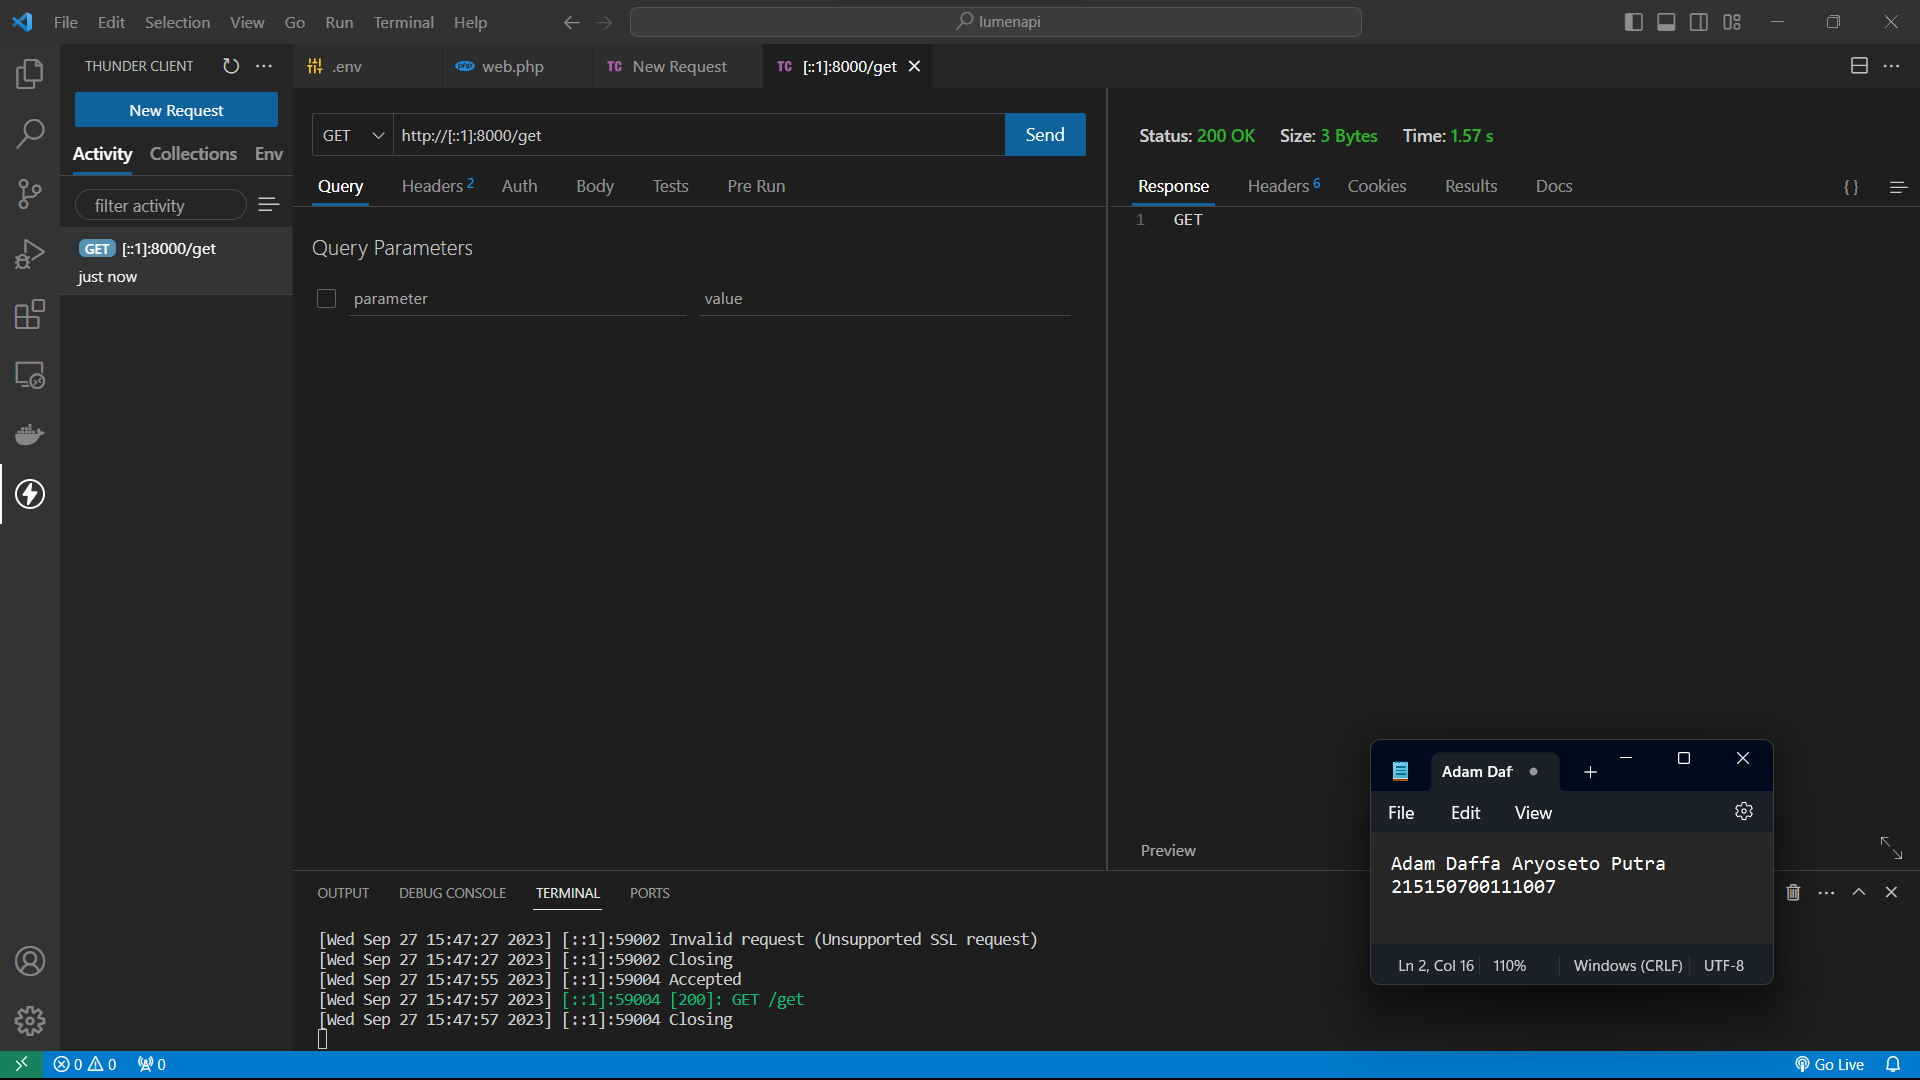 File Edit Selection View Go Run Terminal Help lumenapi
THUNDER CLIENT
New Request
Activity Collections Env
filter activity
GET [::1]:8000/get
just now
.env
php web.php
TC New Request
TC [::1]:8000/get
GET http://[::1]:8000/get Send
Query Headers 2 Auth Body Tests Pre Run
Query Parameters
parameter value
Status: 200 OK Size: 3 Bytes Time: 1.57 s
Response Headers 6 Cookies Results Docs { }
1 GET
Preview
OUTPUT DEBUG CONSOLE TERMINAL PORTS
[Wed Sep 27 15:47:27 2023] [::1]:59002 Invalid request (Unsupported SSL request)
[Wed Sep 27 15:47:27 2023] [::1]:59002 Closing
[Wed Sep 27 15:47:55 2023] [::1]:59004 Accepted
[Wed Sep 27 15:47:57 2023] [::1]:59004 [200]: GET /get
[Wed Sep 27 15:47:57 2023] [::1]:59004 Closing
Adam Daf
File Edit View
Adam Daffa Aryoseto Putra
215150700111007
Ln 2, Col 16 110% Windows (CRLF) UTF-8
0 0 0 Go Live